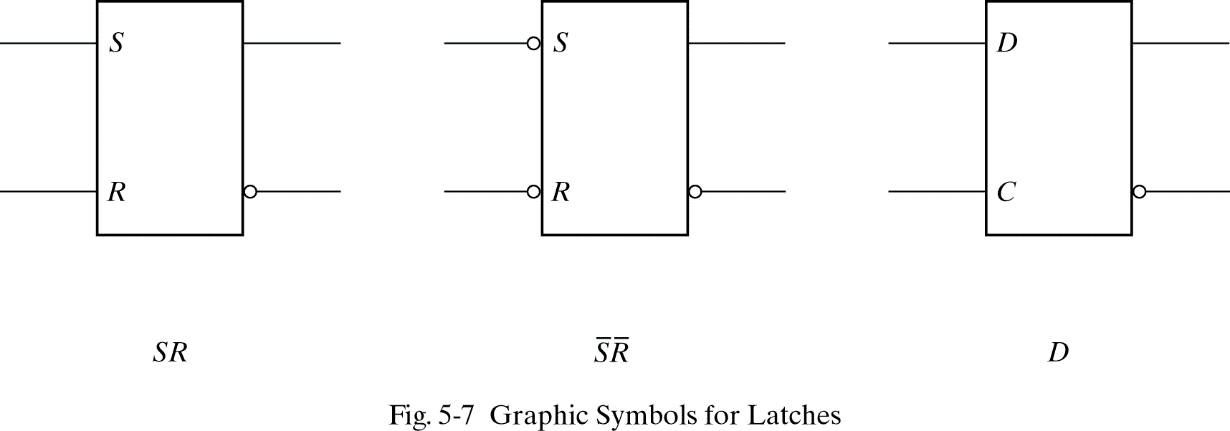 S S D
R R C
SR S̅R̅ D
Fig. 5-7 Graphic Symbols for Latches